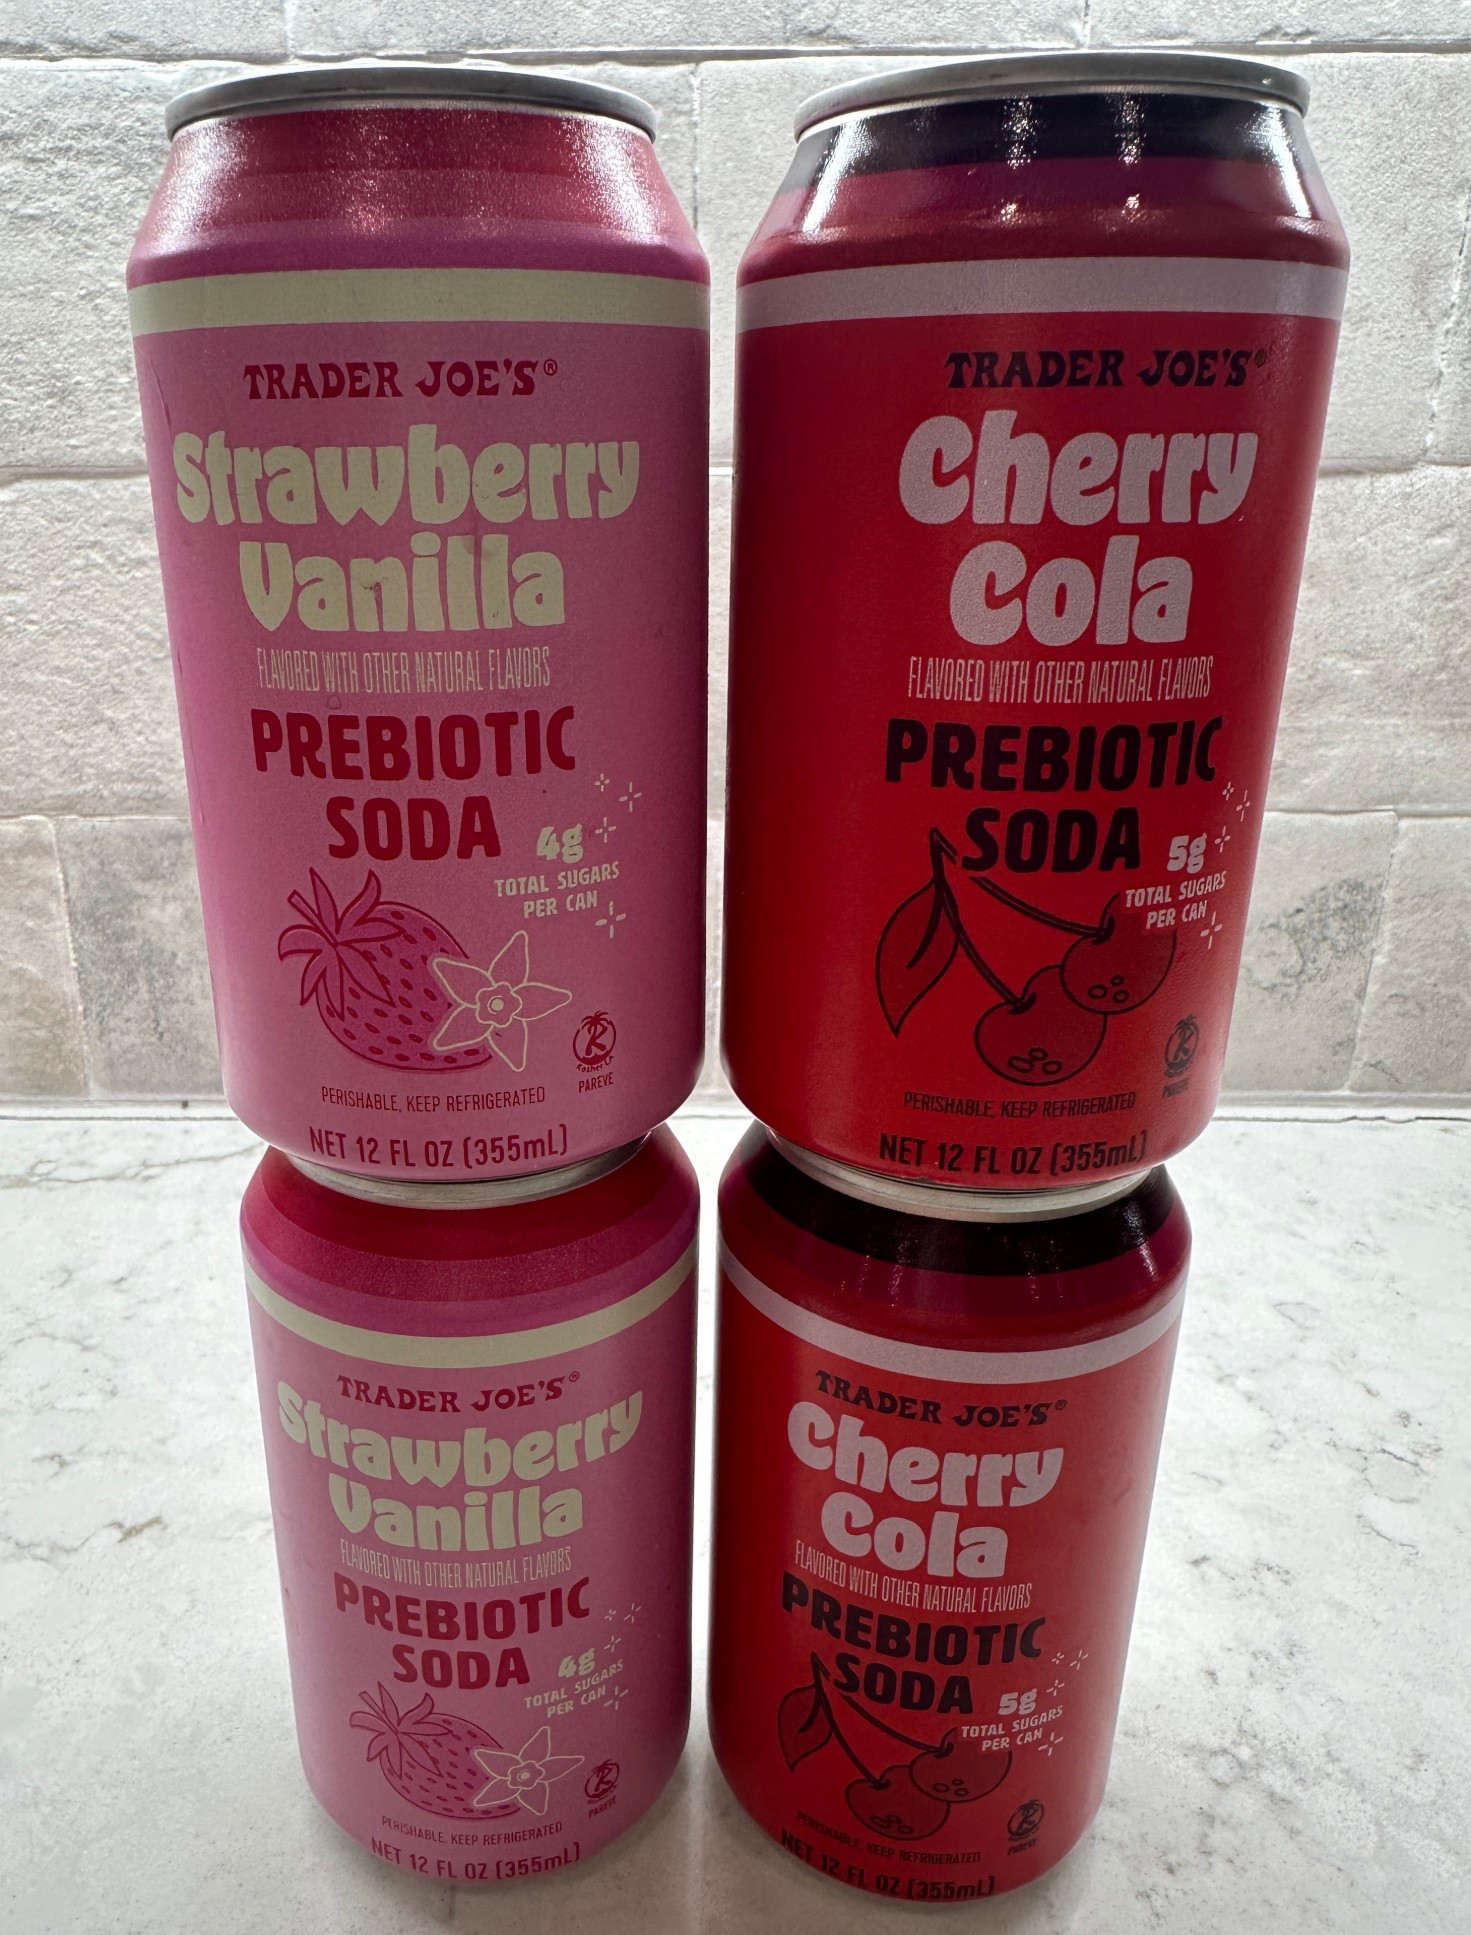 TRADER JOE'S®
Strawberry
Vanilla
FLAVORED WITH OTHER NATURAL FLAVORS
PREBIOTIC
SODA
4g
TOTAL SUGARS
PER CAN
K
Kosher
PAREVE
PERISHABLE, KEEP REFRIGERATED
NET 12 FL OZ (355mL)
TRADER JOE'S®
Cherry
Cola
FLAVORED WITH OTHER NATURAL FLAVORS
PREBIOTIC
SODA
5g
TOTAL SUGARS
PER CAN
K
PAREVE
PERISHABLE, KEEP REFRIGERATED
NET 12 FL OZ (355mL)
TRADER JOE'S®
Strawberry
Vanilla
FLAVORED WITH OTHER NATURAL FLAVORS
PREBIOTIC
SODA
4g
TOTAL SUGARS
PER CAN
K
PAREVE
PERISHABLE, KEEP REFRIGERATED
NET 12 FL OZ (355mL)
TRADER JOE'S®
Cherry
Cola
FLAVORED WITH OTHER NATURAL FLAVORS
PREBIOTIC
SODA
5g
TOTAL SUGARS
PER CAN
K
PAREVE
PERISHABLE, KEEP REFRIGERATED
NET 12 FL OZ (355mL)